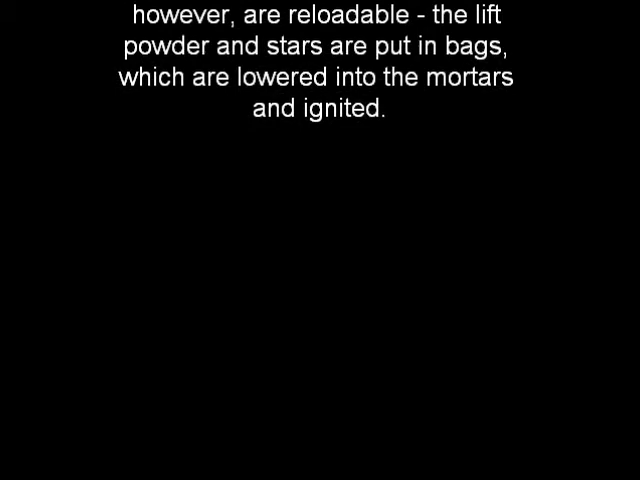 however, are reloadable - the lift
powder and stars are put in bags,
which are lowered into the mortars
and ignited.